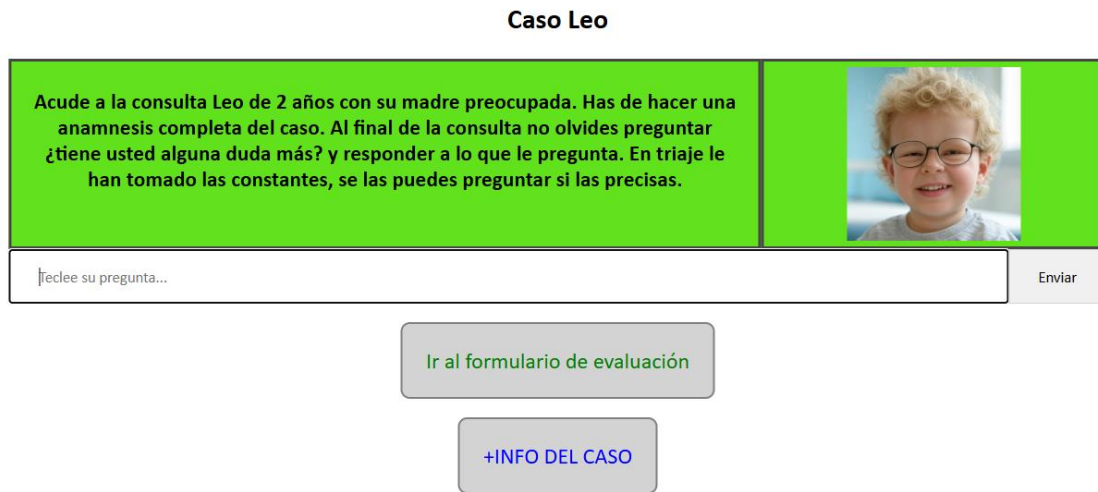 Caso Leo
Acude a la consulta Leo de 2 años con su madre preocupada. Has de hacer una
anamnesis completa del caso. Al final de la consulta no olvides preguntar
¿tiene usted alguna duda más? y responder a lo que le pregunta. En triaje le
han tomado las constantes, se las puedes preguntar si las precisas.
Teclee su pregunta...
Enviar
Ir al formulario de evaluación
+INFO DEL CASO